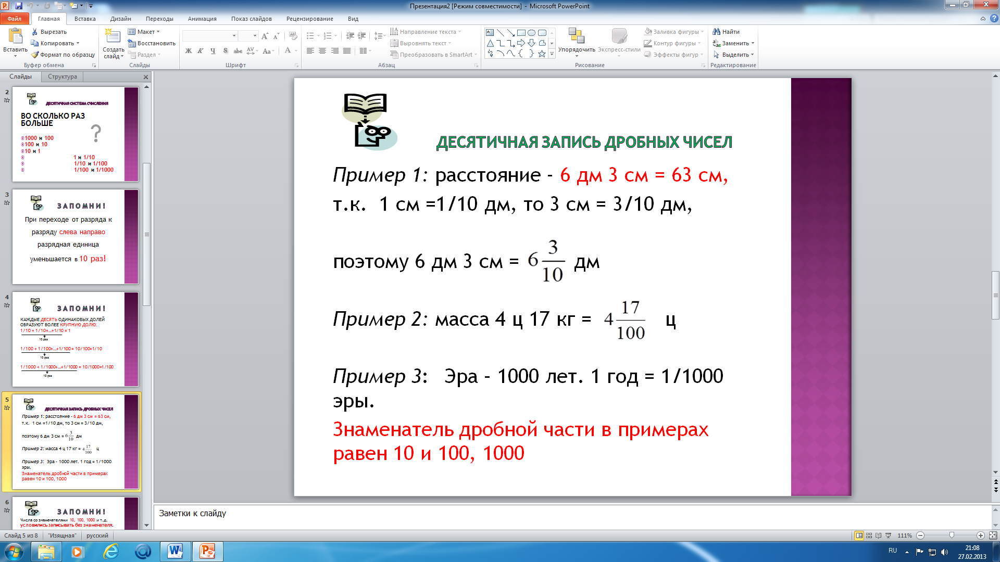 Презентация2 [Режим совместимости] - Microsoft PowerPoint
Файл Главная Вставка Дизайн Переходы Анимация Показ слайдов Рецензирование Вид
Вставить
Вырезать
Копировать
Формат по образцу
Буфер обмена
Создать слайд
Макет
Восстановить
Раздел
Слайды
Ж К Ч S abc AV Aa А
Шрифт
Направление текста
Выровнять текст
Преобразовать в SmartArt
Абзац
Упорядочить
Экспресс-стили
Заливка фигуры
Контур фигуры
Эффекты фигур
Рисование
Найти
Заменить
Выделить
Редактирование
Слайды Структура
2
ДЕСЯТИЧНАЯ СИСТЕМА СЧИСЛЕНИЯ
ВО СКОЛЬКО РАЗ
БОЛЬШЕ
?
1000 и 100
100 и 10
10 и 1
1 и 1/10
1/10 и 1/100
1/100 и 1/1000
3
ЗАПОМНИ!
При переходе от разряда к
разряду слева направо
разрядная единица
уменьшается в 10 раз!
4
ЗАПОМНИ!
КАЖДЫЕ ДЕСЯТЬ ОДИНАКОВЫХ ДОЛЕЙ
ОБРАЗУЮТ БОЛЕЕ КРУПНУЮ ДОЛЮ:
1/10 + 1/10+…+1/10 = 1
10 раз
1/100 + 1/100+…+1/100 = 10/100=1/10
10 раз
1/1000 + 1/1000+…+1/1000 = 10/1000=1/100
10 раз
5
ДЕСЯТИЧНАЯ ЗАПИСЬ ДРОБНЫХ ЧИСЕЛ
Пример 1: расстояние - 6 дм 3 см = 63 см,
т.к. 1 см =1/10 дм, то 3 см = 3/10 дм,
поэтому 6 дм 3 см = 6 3/10 дм
Пример 2: масса 4 ц 17 кг = 4 17/100 ц
Пример 3: Эра - 1000 лет. 1 год = 1/1000
эры.
Знаменатель дробной части в примерах
равен 10 и 100, 1000
6
ЗАПОМНИ!
Числа со знаменателями 10, 100, 1000 и т.д.
условились записывать без знаменателя.
ДЕСЯТИЧНАЯ ЗАПИСЬ ДРОБНЫХ ЧИСЕЛ
Пример 1: расстояние - 6 дм 3 см = 63 см,
т.к. 1 см =1/10 дм, то 3 см = 3/10 дм,
поэтому 6 дм 3 см = 6 3/10 дм
Пример 2: масса 4 ц 17 кг = 4 17/100 ц
Пример 3: Эра - 1000 лет. 1 год = 1/1000
эры.
Знаменатель дробной части в примерах
равен 10 и 100, 1000
Заметки к слайду
Слайд 5 из 8 "Изящная" русский 111%
RU 21:08
27.02.2013